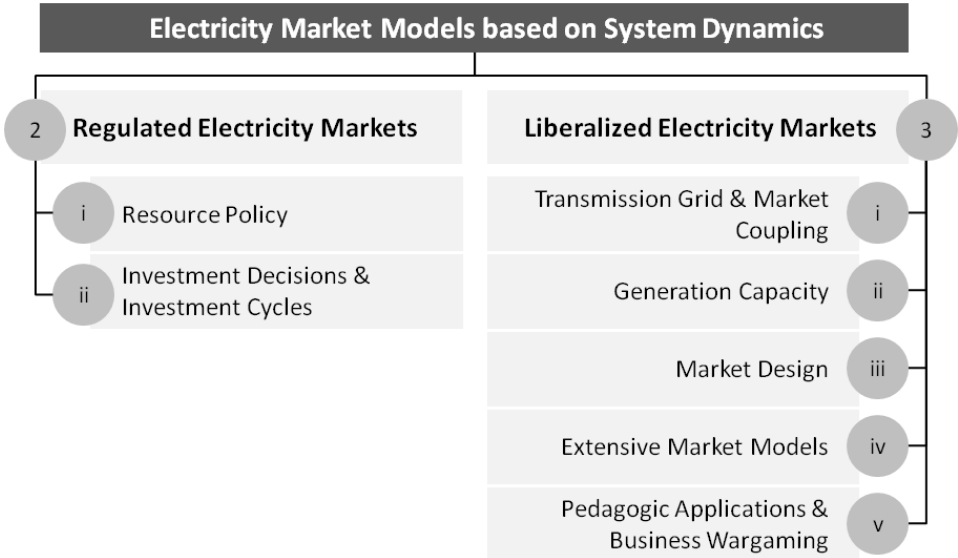 Electricity Market Models based on System Dynamics
2 Regulated Electricity Markets
i Resource Policy
ii Investment Decisions &
Investment Cycles
Liberalized Electricity Markets 3
Transmission Grid & Market
Coupling i
Generation Capacity ii
Market Design iii
Extensive Market Models iv
Pedagogic Applications &
Business Wargaming v